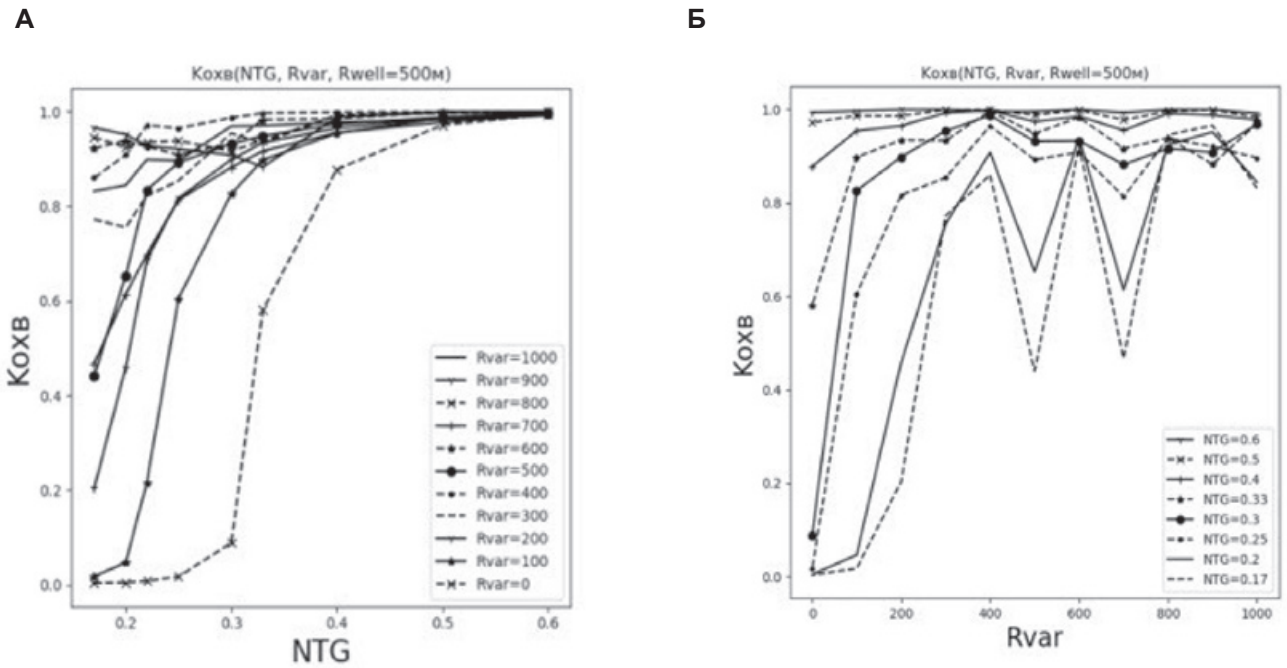 А
Б
Kохв(NTG, Rvar, Rwell=500м)
1.0
0.8
0.6
0.4
0.2
0.0
Kохв
Rvar=1000
Rvar=900
Rvar=800
Rvar=700
Rvar=600
Rvar=500
Rvar=400
Rvar=300
Rvar=200
Rvar=100
Rvar=0
0.2 0.3 0.4 0.5 0.6
NTG
Kохв(NTG, Rvar, Rwell=500м)
1.0
0.8
0.6
0.4
0.2
0.0
Kохв
NTG=0.6
NTG=0.5
NTG=0.4
NTG=0.33
NTG=0.3
NTG=0.25
NTG=0.2
NTG=0.17
0 200 400 600 800 1000
Rvar